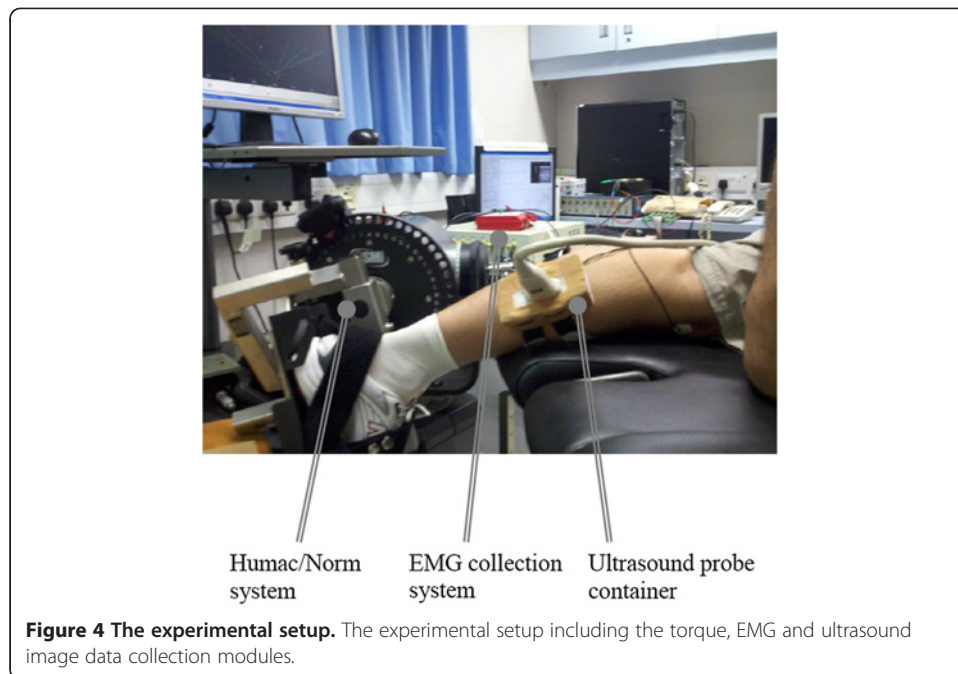 Humac/Norm
system
EMG collection
system
Ultrasound probe
container
Figure 4 The experimental setup. The experimental setup including the torque, EMG and ultrasound
image data collection modules.